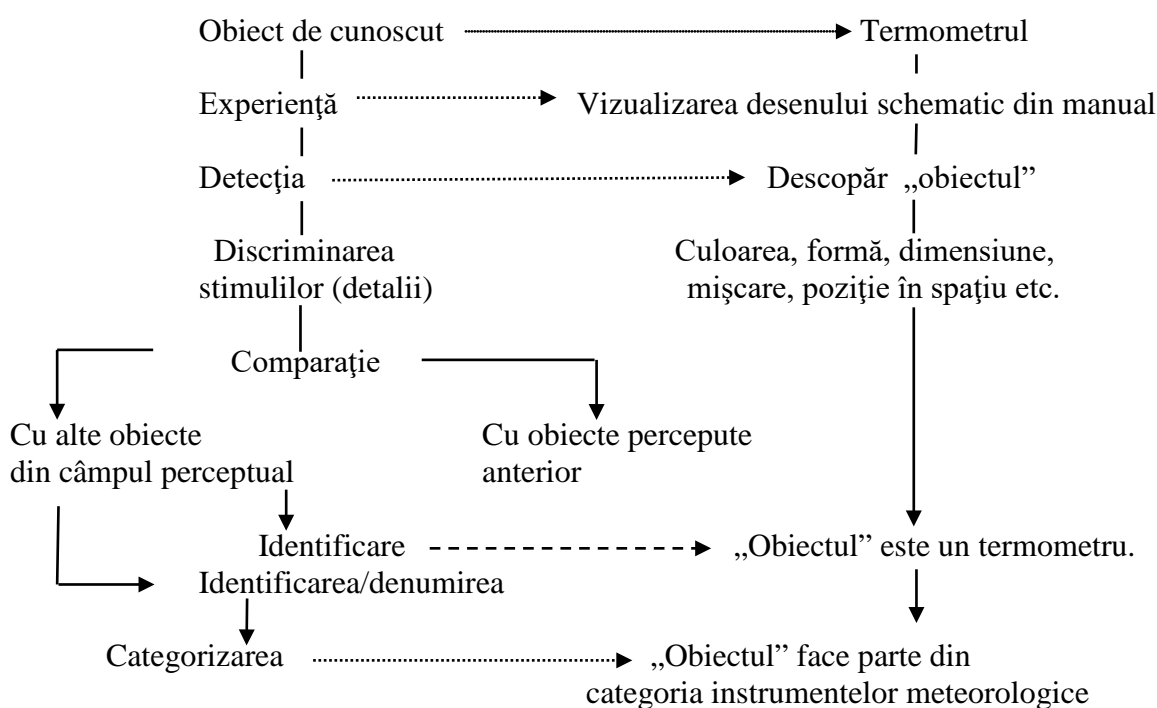 Obiect de cunoscut
Termometrul
Experienţă
Vizualizarea desenului schematic din manual
Detecţia
Descopăr „obiectul”
Discriminarea
stimulilor (detalii)
Culoarea, formă, dimensiune,
mişcare, poziţie în spaţiu etc.
Comparaţie
Cu alte obiecte
din câmpul perceptual
Cu obiecte percepute
anterior
Identificare
„Obiectul” este un termometru.
Identificarea/denumirea
Categorizarea
„Obiectul” face parte din
categoria instrumentelor meteorologice